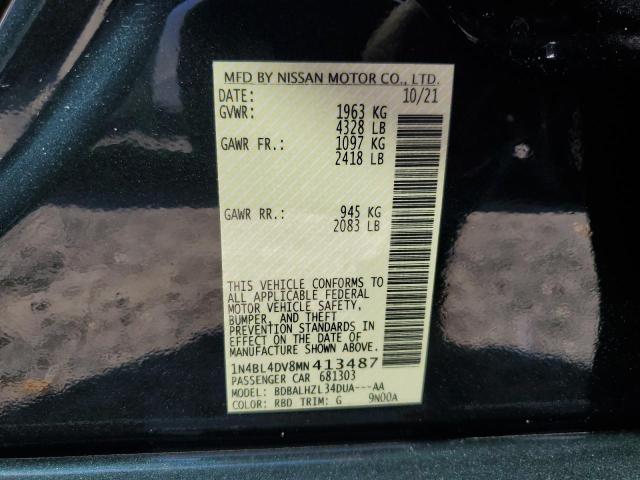 MFD BY NISSAN MOTOR CO., LTD.
DATE: 10/21
GVWR: 1963 KG
4328 LB
GAWR FR.: 1097 KG
2418 LB
GAWR RR.: 945 KG
2083 LB
THIS VEHICLE CONFORMS TO
ALL APPLICABLE FEDERAL
MOTOR VEHICLE SAFETY,
BUMPER, AND THEFT
PREVENTION STANDARDS IN
EFFECT ON THE DATE OF
MANUFACTURE SHOWN ABOVE.
1N4BL4DV8MN413487
PASSENGER CAR 681303
MODEL: BDBALHZL34DUA---AA
COLOR: RBD TRIM: G 9N00A